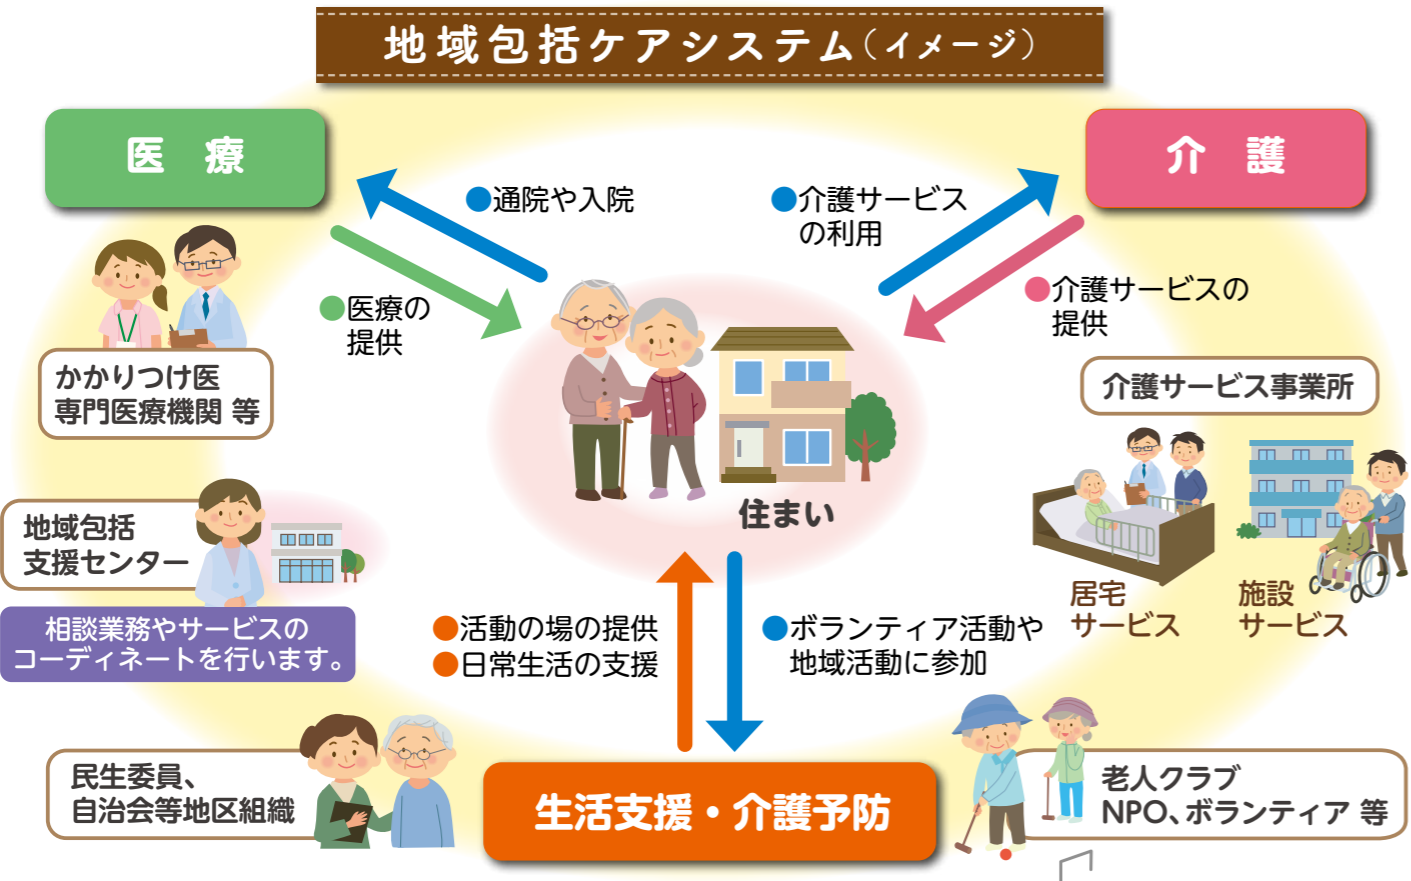 地域包括ケアシステム（イメージ）
医 療
介 護
●通院や入院
●介護サービス
の利用
●医療の
提供
●介護サービスの
提供
かかりつけ医
専門医療機関 等
介護サービス事業所
住まい
地域包括
支援センター
相談業務やサービスの
コーディネートを行います。
居宅
サービス
施設
サービス
●活動の場の提供
●日常生活の支援
●ボランティア活動や
地域活動に参加
民生委員、
自治会等地区組織
生活支援・介護予防
老人クラブ
NPO、ボランティア 等